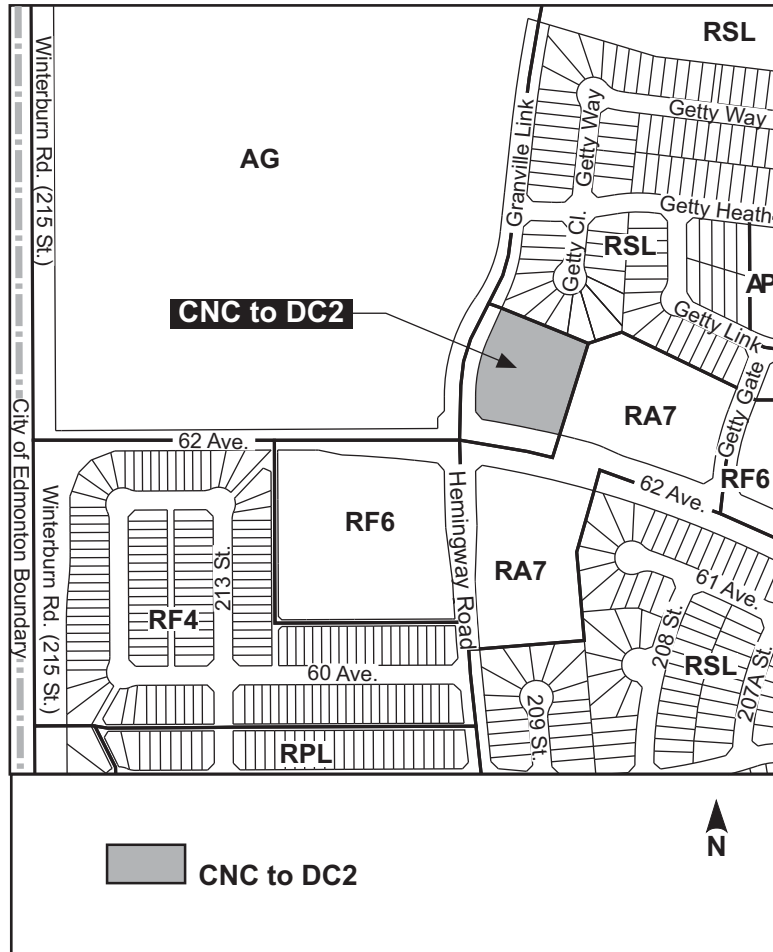 RSL
Winterburn Rd. (215 St.)
Granville Link
Getty Way
Getty Way
AG
Getty Heath
Getty Cl.
RSL
AP
CNC to DC2
Getty Link
RA7
Getty Gate
62 Ave.
RF6
62 Ave.
City of Edmonton Boundary
Winterburn Rd. (215 St.)
RF6
Hemingway Road
RA7
213 St.
61 Ave.
RF4
208 St.
RSL
207A St.
60 Ave.
209 St.
RPL
N
CNC to DC2